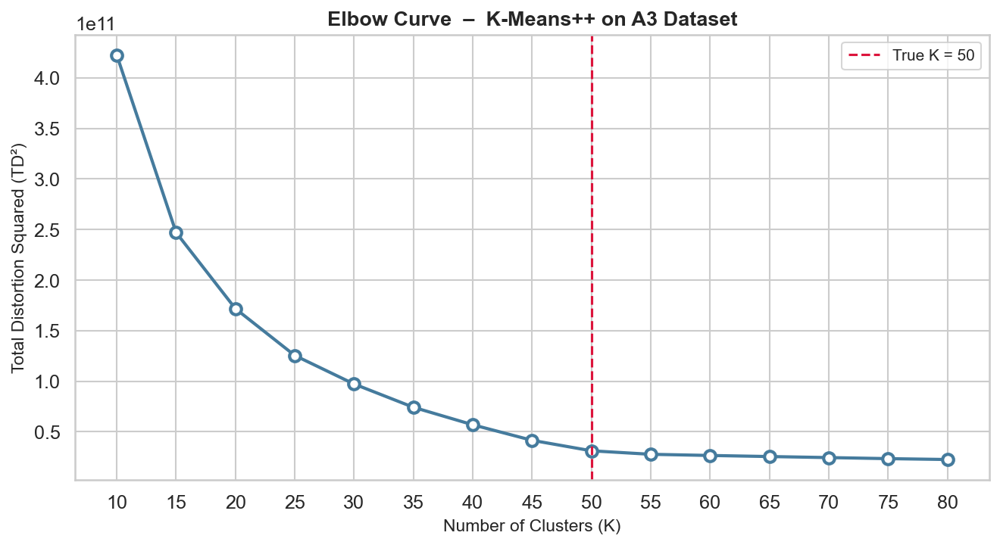 Elbow Curve – K-Means++ on A3 Dataset
1e11
True K = 50
Total Distortion Squared (TD²)
4.0
3.5
3.0
2.5
2.0
1.5
1.0
0.5
10 15 20 25 30 35 40 45 50 55 60 65 70 75 80
Number of Clusters (K)